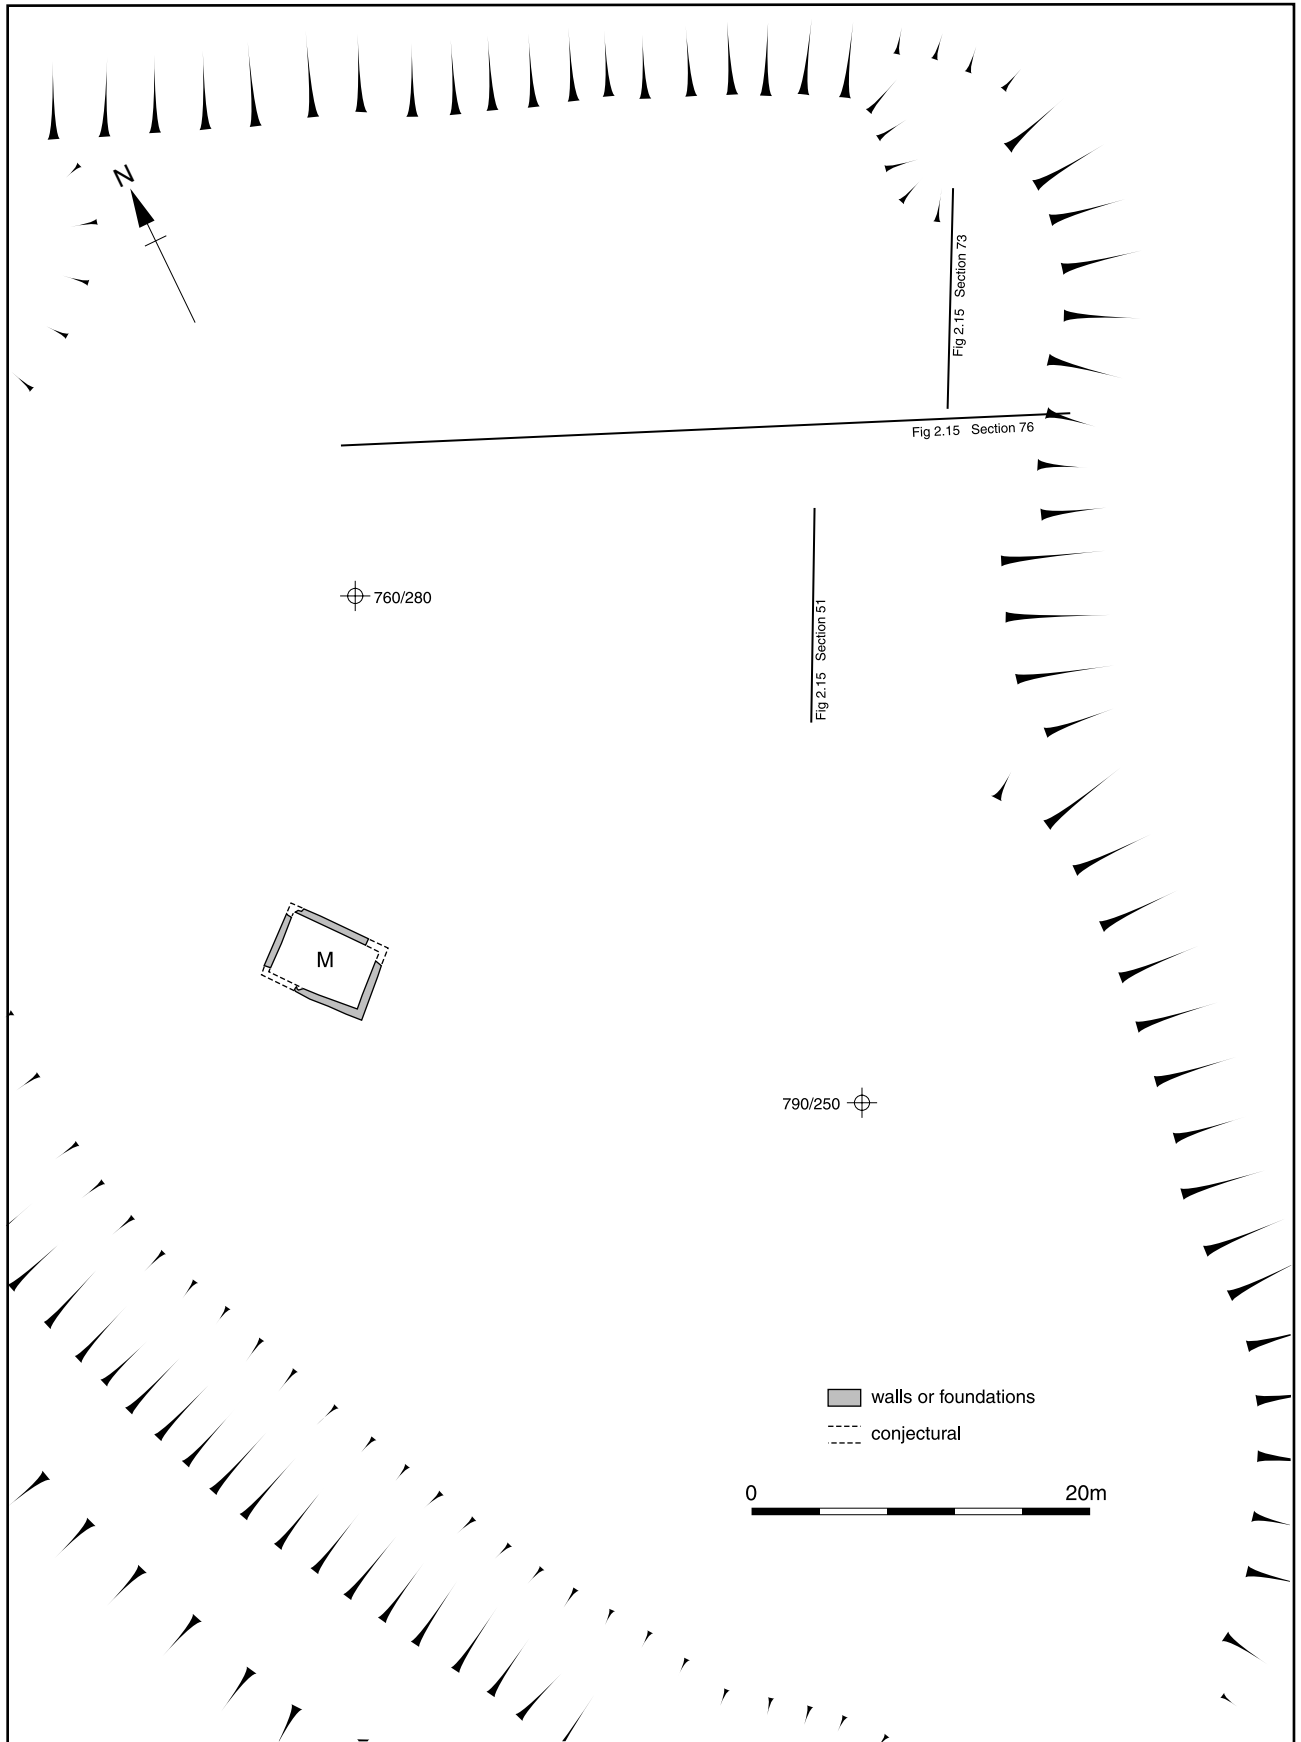 N
Fig 2.15 Section 73
Fig 2.15 Section 76
760/280
Fig 2.15 Section 51
M
790/250
walls or foundations
conjectural
0 20m